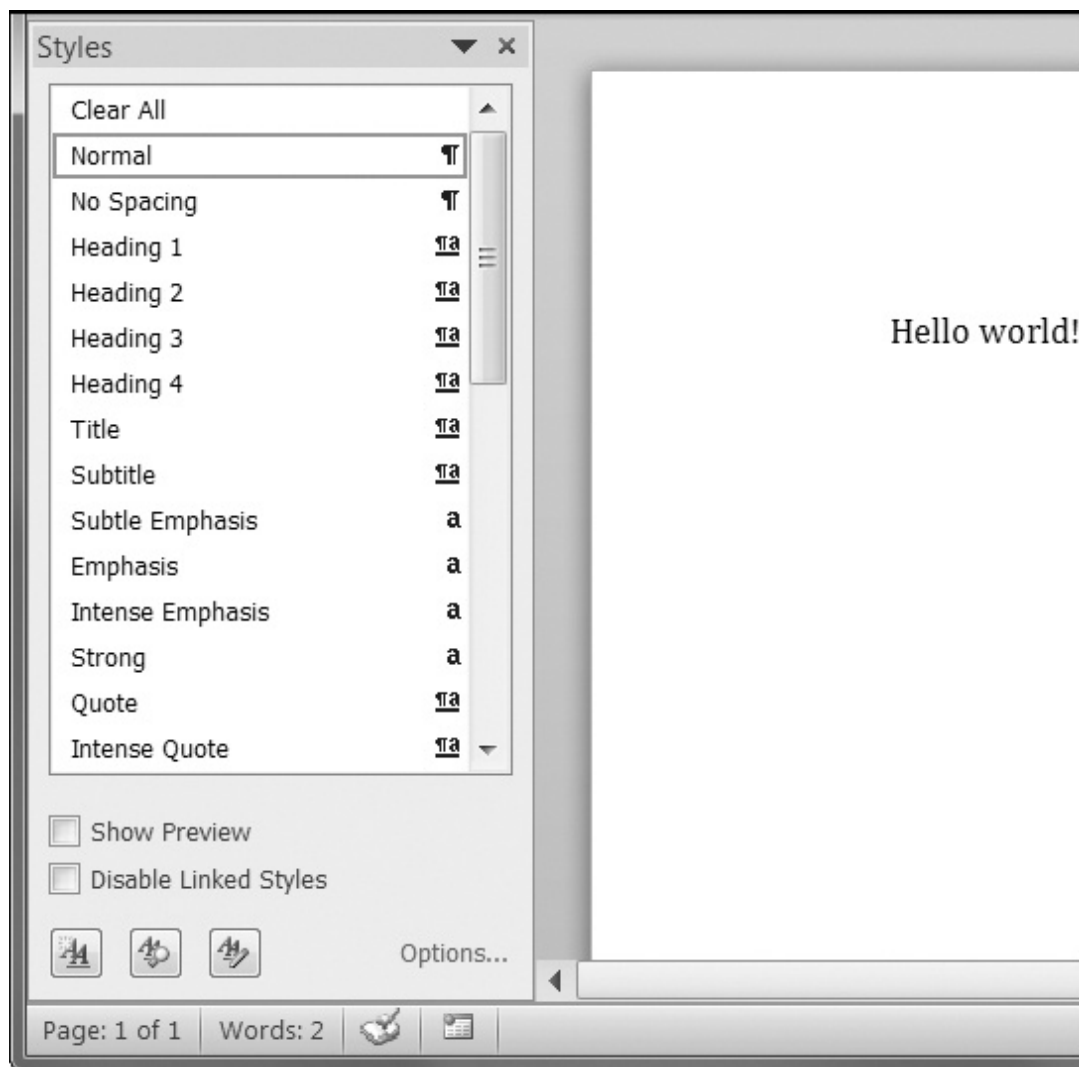 Styles
Clear All
Normal ¶
No Spacing ¶
Heading 1 ¶a
Heading 2 ¶a
Heading 3 ¶a
Heading 4 ¶a
Title ¶a
Subtitle ¶a
Subtle Emphasis a
Emphasis a
Intense Emphasis a
Strong a
Quote ¶a
Intense Quote ¶a
Show Preview
Disable Linked Styles
Options...
Page: 1 of 1 Words: 2
Hello world!